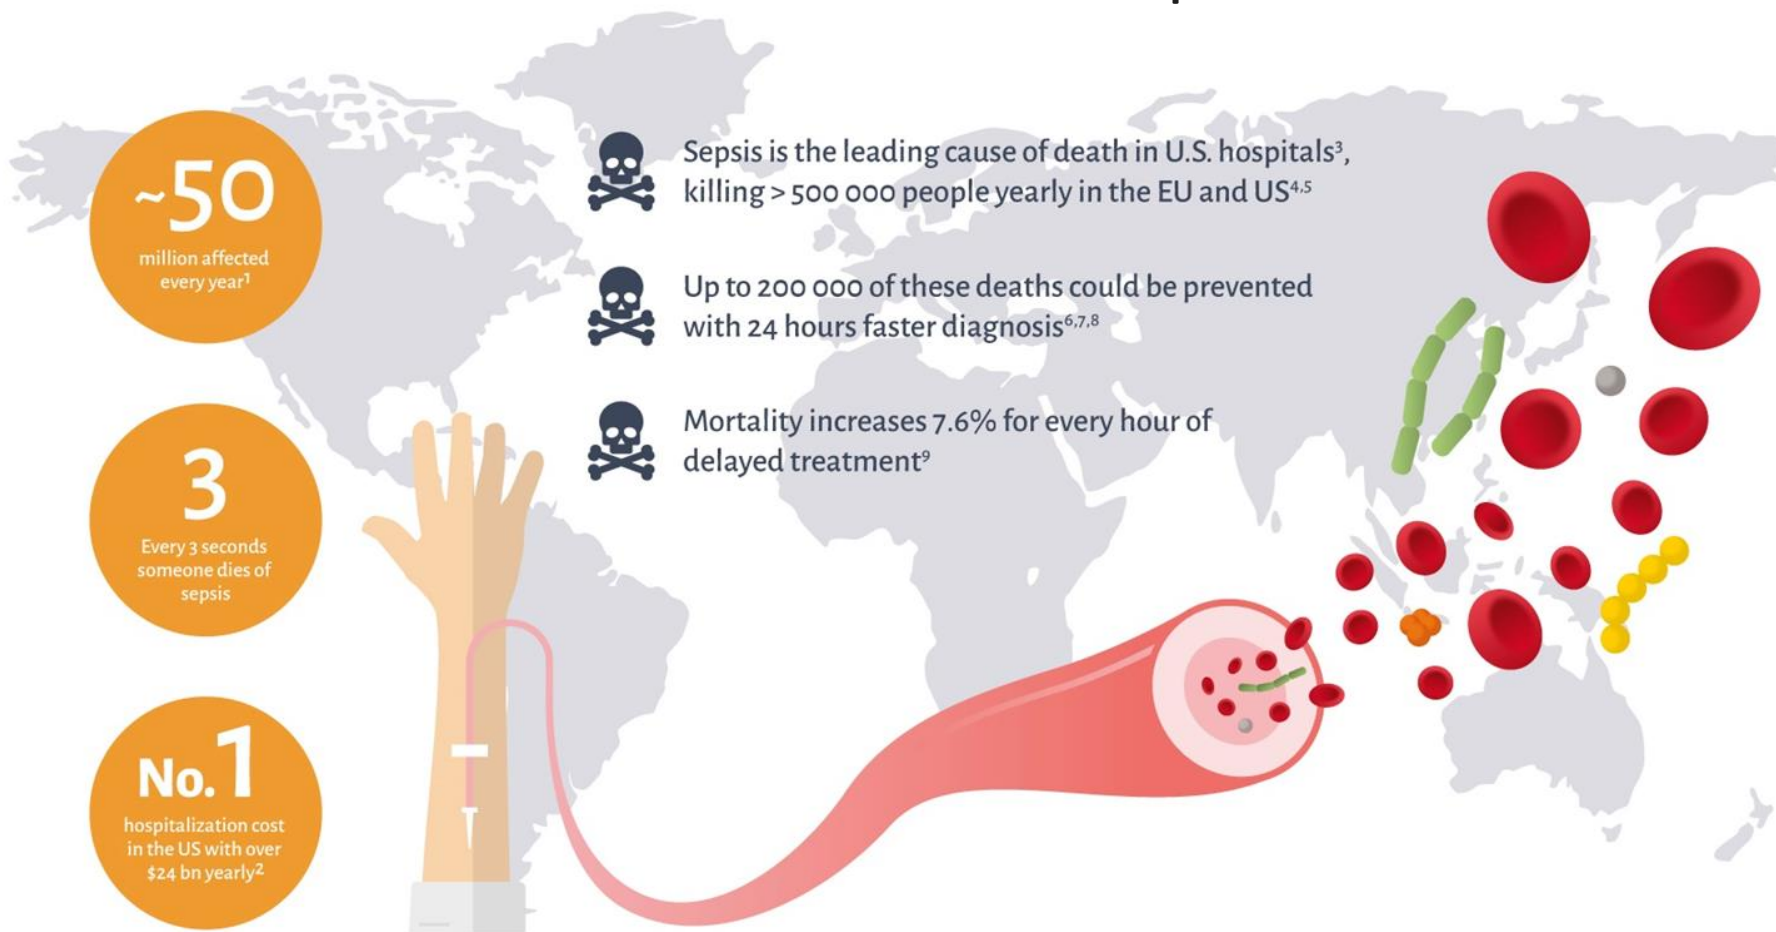 ~50
million affected
every year¹
3
Every 3 seconds
someone dies of
sepsis
No.1
hospitalization cost
in the US with over
$24 bn yearly²
Sepsis is the leading cause of death in U.S. hospitals³,
killing > 500 000 people yearly in the EU and US⁴,⁵
Up to 200 000 of these deaths could be prevented
with 24 hours faster diagnosis⁶,⁷,⁸
Mortality increases 7.6% for every hour of
delayed treatment⁹